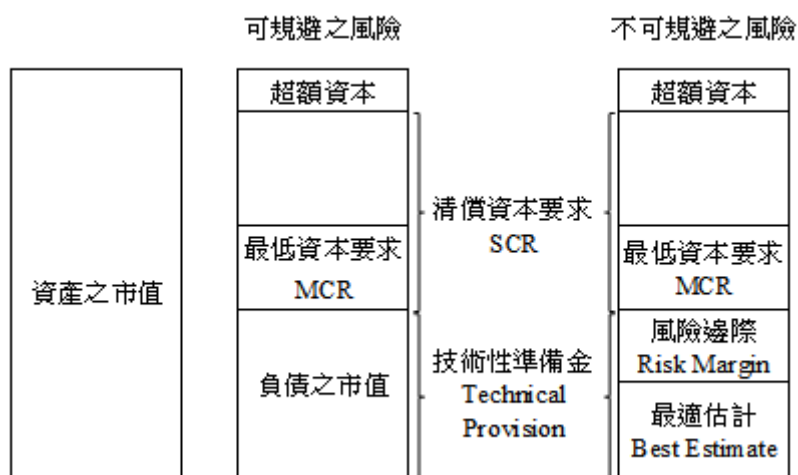 可規避之風險
不可規避之風險
資產之市值
超額資本
最低資本要求
MCR
負債之市值
清償資本要求
SCR
技術性準備金
Technical
Provision
超額資本
最低資本要求
MCR
風險邊際
Risk Margin
最適估計
Best Estimate